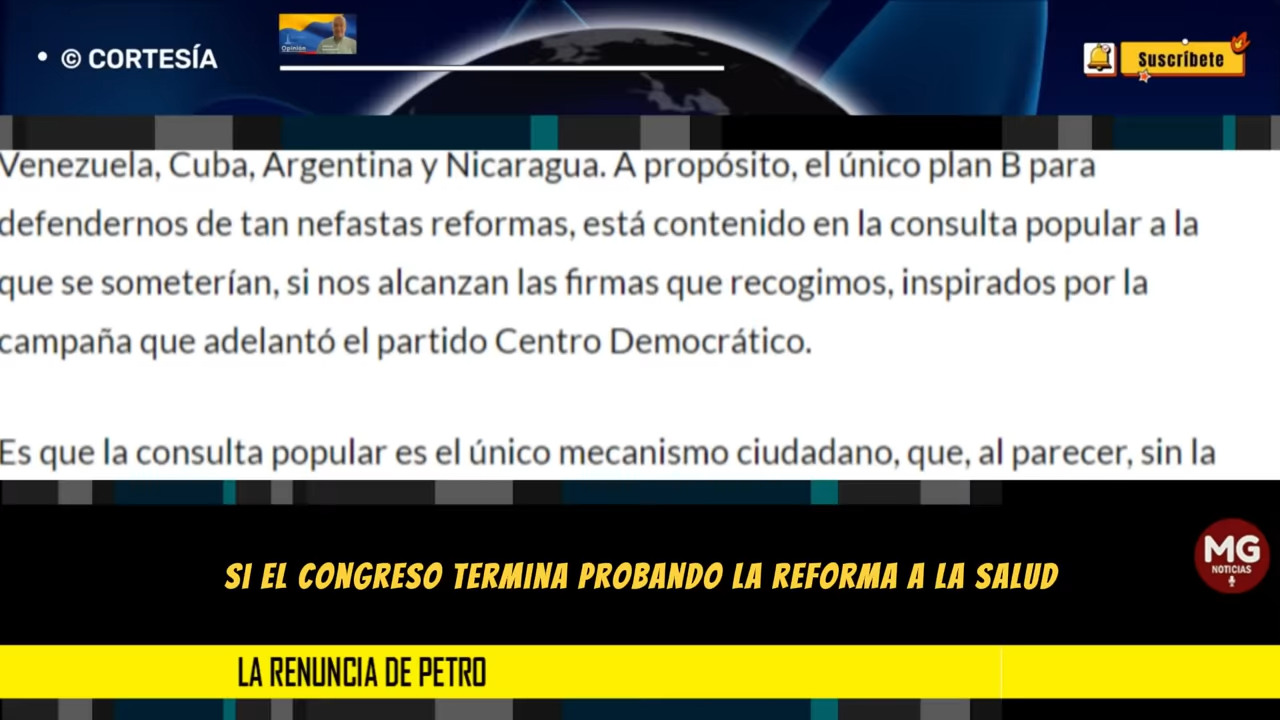 • © CORTESÍA
Opinión
Suscríbete
Venezuela, Cuba, Argentina y Nicaragua. A propósito, el único plan B para
defendernos de tan nefastas reformas, está contenido en la consulta popular a la
que se someterían, si nos alcanzan las firmas que recogimos, inspirados por la
campaña que adelantó el partido Centro Democrático.
Es que la consulta popular es el único mecanismo ciudadano, que, al parecer, sin la
SI EL CONGRESO TERMINA PROBANDO LA REFORMA A LA SALUD
MG
NOTICIAS
LA RENUNCIA DE PETRO